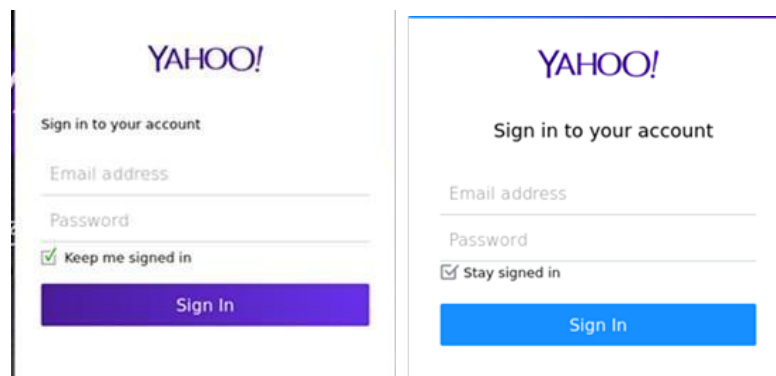 YAHOO!
Sign in to your account
Email address
Password
Keep me signed in
Sign In
YAHOO!
Sign in to your account
Email address
Password
Stay signed in
Sign In